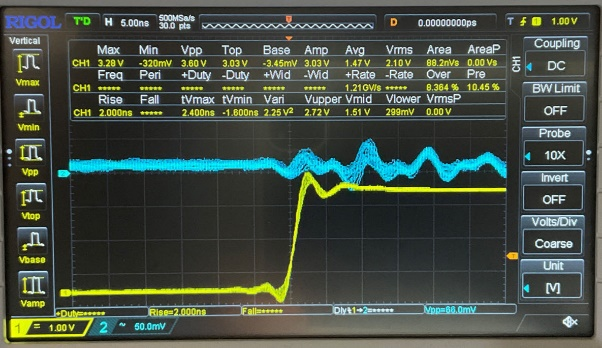 RIGOL T'D H 5.00ns 500MSa/s 30.0 pts D 0.00000000ps T 1 1.00 V
Vertical
Vmax
Vmin
Vpp
Vtop
Vbase
Vamp
Max Min Vpp Top Base Amp Avg Vrms Area AreaP
CH1 3.28 V -320mV 3.60 V 3.03 V -3.45mV 3.03 V 1.47 V 2.10 V 88.2nVs 0.00 Vs
Freq Peri +Duty -Duty +Wid -Wid +Rate -Rate Over Pre
CH1 ***** ***** ***** ***** ***** ***** 1.21GV/s ***** 8.364 % 10.45 %
Rise Fall tVmax tVmin Vari Vupper Vmid Vlower VrmsP
CH1 2.000ns ***** 2.400ns -1.600ns 2.25 V² 2.72 V 1.51 V 299mV 0.00 V
+Duty=***** Rise=2.000ns Fall=***** Dly1→2=***** Vpp=66.0mV
1 = 1.00 V 2 ~ 50.0mV
CH1
Coupling
DC
BW Limit
OFF
Probe
10X
Invert
OFF
Volts/Div
Coarse
Unit
[V]